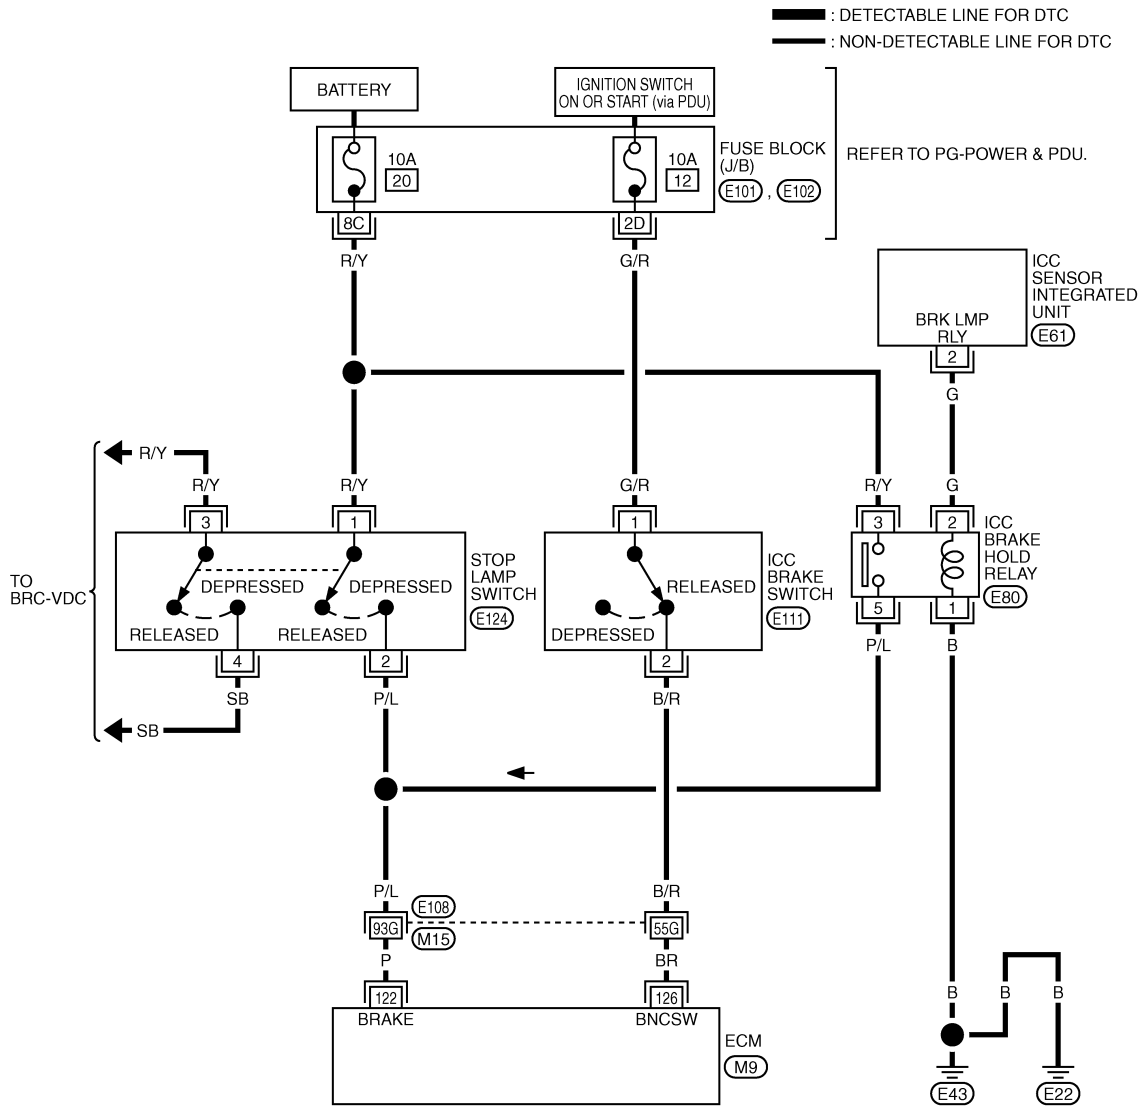 : DETECTABLE LINE FOR DTC
: NON-DETECTABLE LINE FOR DTC
BATTERY
IGNITION SWITCH
ON OR START (via PDU)
10A
20
10A
12
FUSE BLOCK
(J/B)
E101 , E102
REFER TO PG-POWER & PDU.
8C
2D
R/Y
G/R
ICC
SENSOR
INTEGRATED
UNIT
E61
BRK LMP
RLY
2
G
R/Y
R/Y
R/Y
G/R
R/Y
G
3
1
1
3
2
TO
BRC-VDC
DEPRESSED
DEPRESSED
RELEASED
RELEASED
STOP
LAMP
SWITCH
E124
RELEASED
DEPRESSED
ICC
BRAKE
SWITCH
E111
ICC
BRAKE
HOLD
RELAY
E80
5
1
4
2
2
P/L
B
SB
P/L
B/R
SB
P/L
B/R
E108
93G
M15
55G
P
BR
122
126
BRAKE
BNCSW
ECM
M9
B
B
B
E43
E22